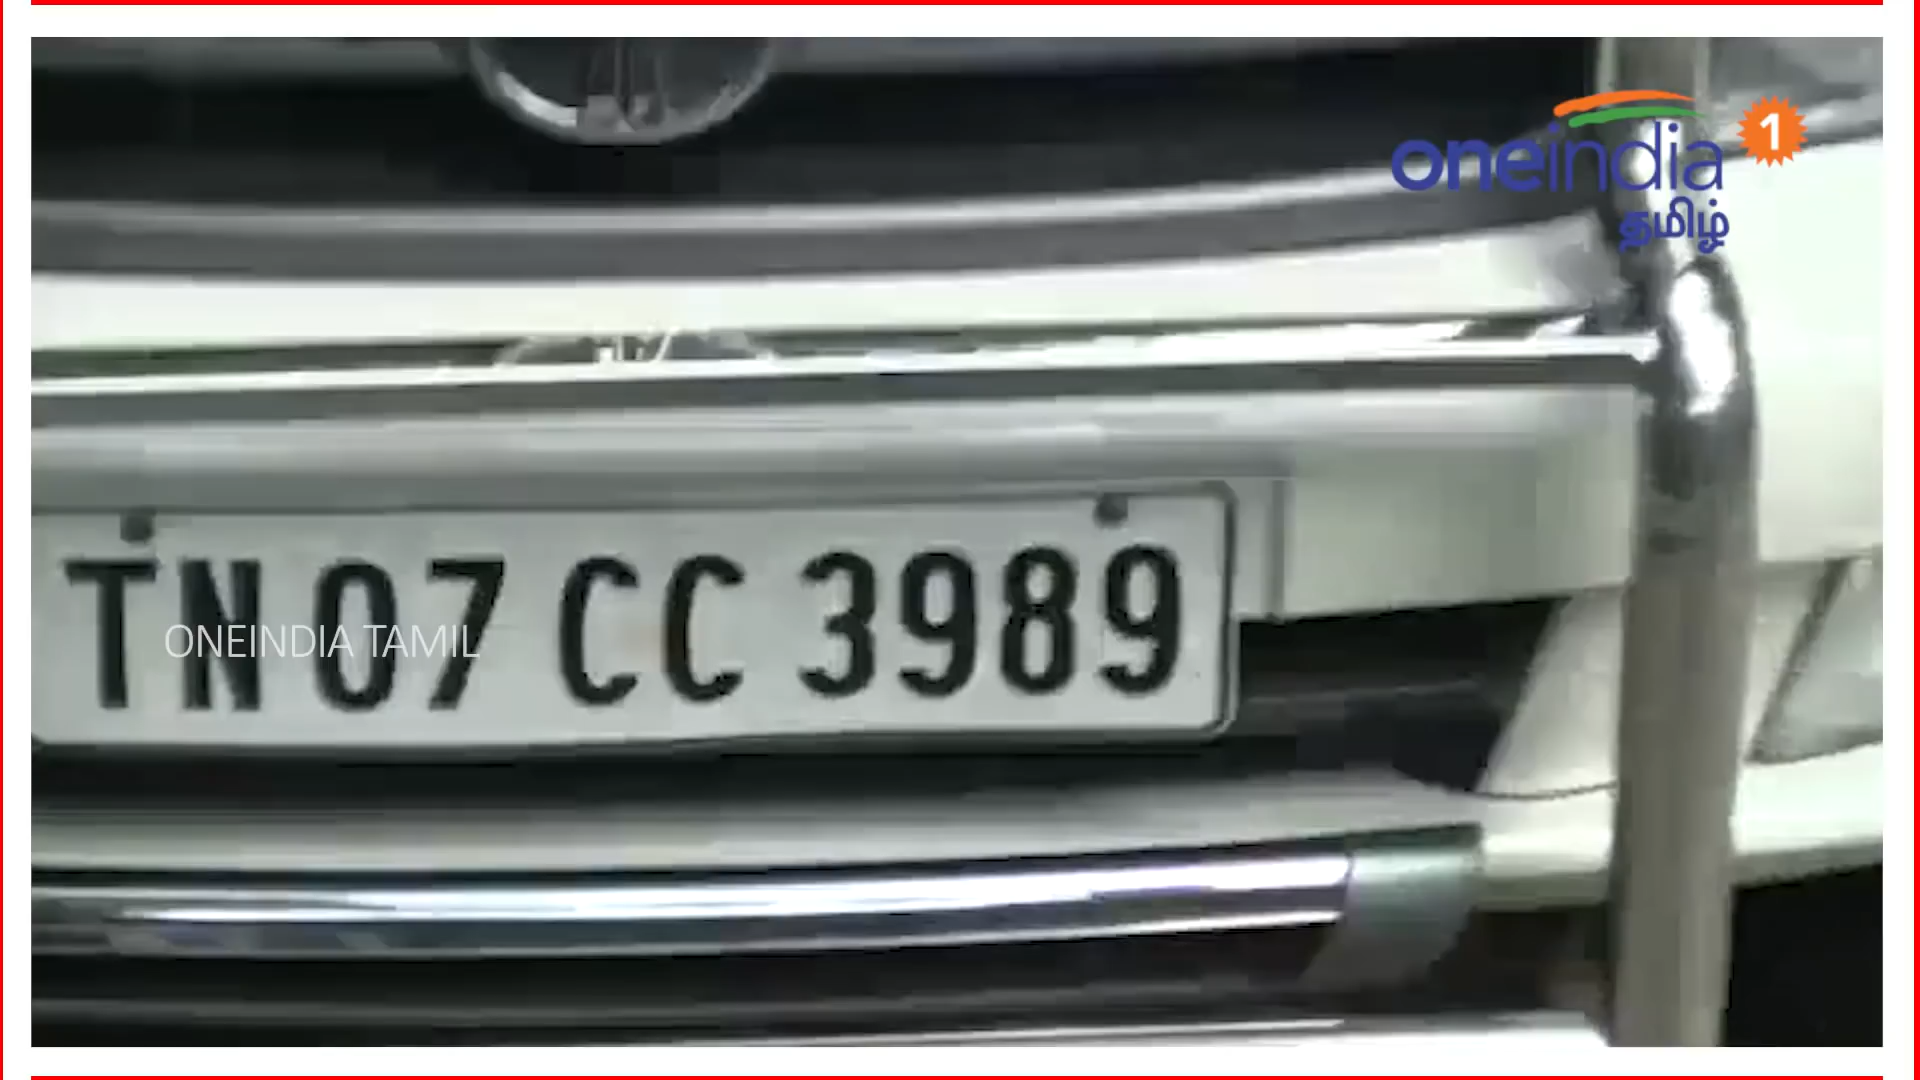 oneindia 1
தமிழ்
TN 07 CC 3989
ONEINDIA TAMIL